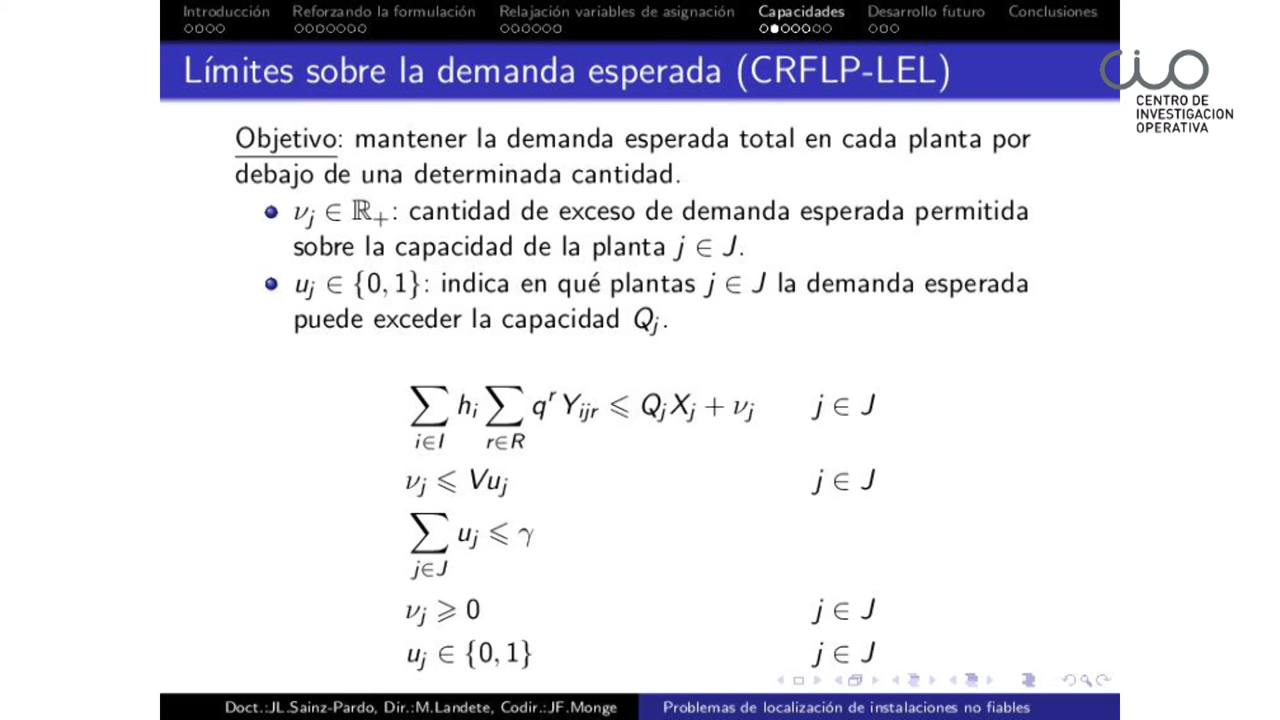 Introducción Reforzando la formulación Relajación variables de asignación Capacidades Desarrollo futuro Conclusiones
Límites sobre la demanda esperada (CRFLP-LEL)
CENTRO DE
INVESTIGACION
OPERATIVA
Objetivo: mantener la demanda esperada total en cada planta por
debajo de una determinada cantidad.
ν_j ∈ ℝ_+: cantidad de exceso de demanda esperada permitida
sobre la capacidad de la planta j ∈ J.
u_j ∈ {0, 1}: indica en qué plantas j ∈ J la demanda esperada
puede exceder la capacidad Q_j.
∑_{i∈I} h_i ∑_{r∈R} q^r Y_{ijr} ⩽ Q_j X_j + ν_j j ∈ J
ν_j ⩽ V u_j j ∈ J
∑_{j∈J} u_j ⩽ γ
ν_j ⩾ 0 j ∈ J
u_j ∈ {0, 1} j ∈ J
Doct.:JL.Sainz-Pardo, Dir.:M.Landete, Codir.:JF.Monge Problemas de localización de instalaciones no fiables